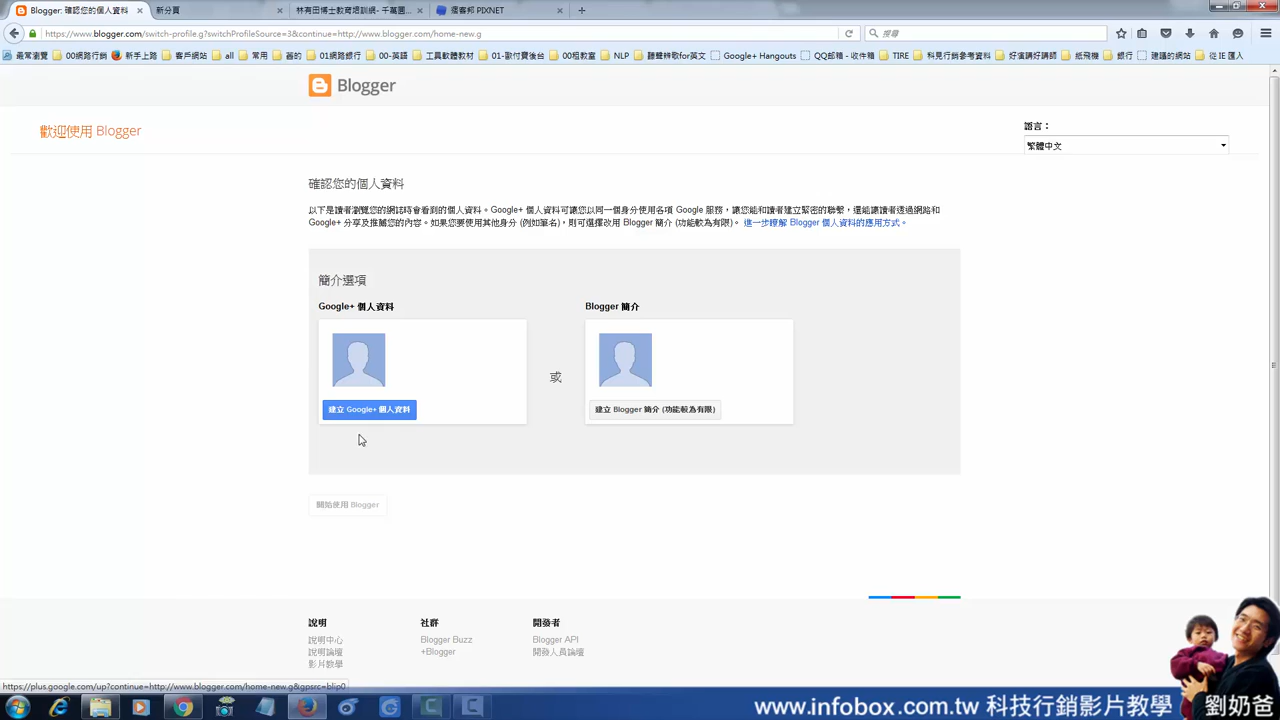 Blogger: 確認您的個人資料 × 新分頁 × 林有田博士教育培訓網- 千萬園... × 痞客邦 PIXNET × +
https://www.blogger.com/switch-profile.g?switchProfileSource=3&continue=http://www.blogger.com/home-new.g 搜尋
最常瀏覽 00網路行銷 新手上路 客戶網站 all 常用 舊的 01網路銀行 00-英語 工具軟體教材 01-歐付寶後台 00租教室 NLP 聽聲辨歌for英文 Google+ Hangouts QQ邮箱 - 收件箱 TIRE 科見行銷參考資料 好渝講好講師 紙飛機 銀行 建議的網站 從 IE 匯入
Blogger
歡迎使用 Blogger
語言：
繁體中文
確認您的個人資料
以下是讀者瀏覽您的網誌時會看到的個人資料。Google+ 個人資料可讓您以同一個身分使用各項 Google 服務，讓您能和讀者建立緊密的聯繫，還能讓讀者透過網路和
Google+ 分享及推薦您的內容。如果您要使用其他身分 (例如筆名)，則可選擇改用 Blogger 簡介 (功能較為有限)。 進一步瞭解 Blogger 個人資料的應用方式。
簡介選項
Google+ 個人資料
Blogger 簡介
或
建立 Google+ 個人資料
建立 Blogger 簡介 (功能較為有限)
開始使用 Blogger
說明
社群
開發者
說明中心
Blogger Buzz
Blogger API
說明論壇
+Blogger
開發人員論壇
影片教學
https://plus.google.com/up?continue=http://www.blogger.com/home-new.g&gpsrc=blip0
www.infobox.com.tw 科技行銷影片教學 劉奶爸